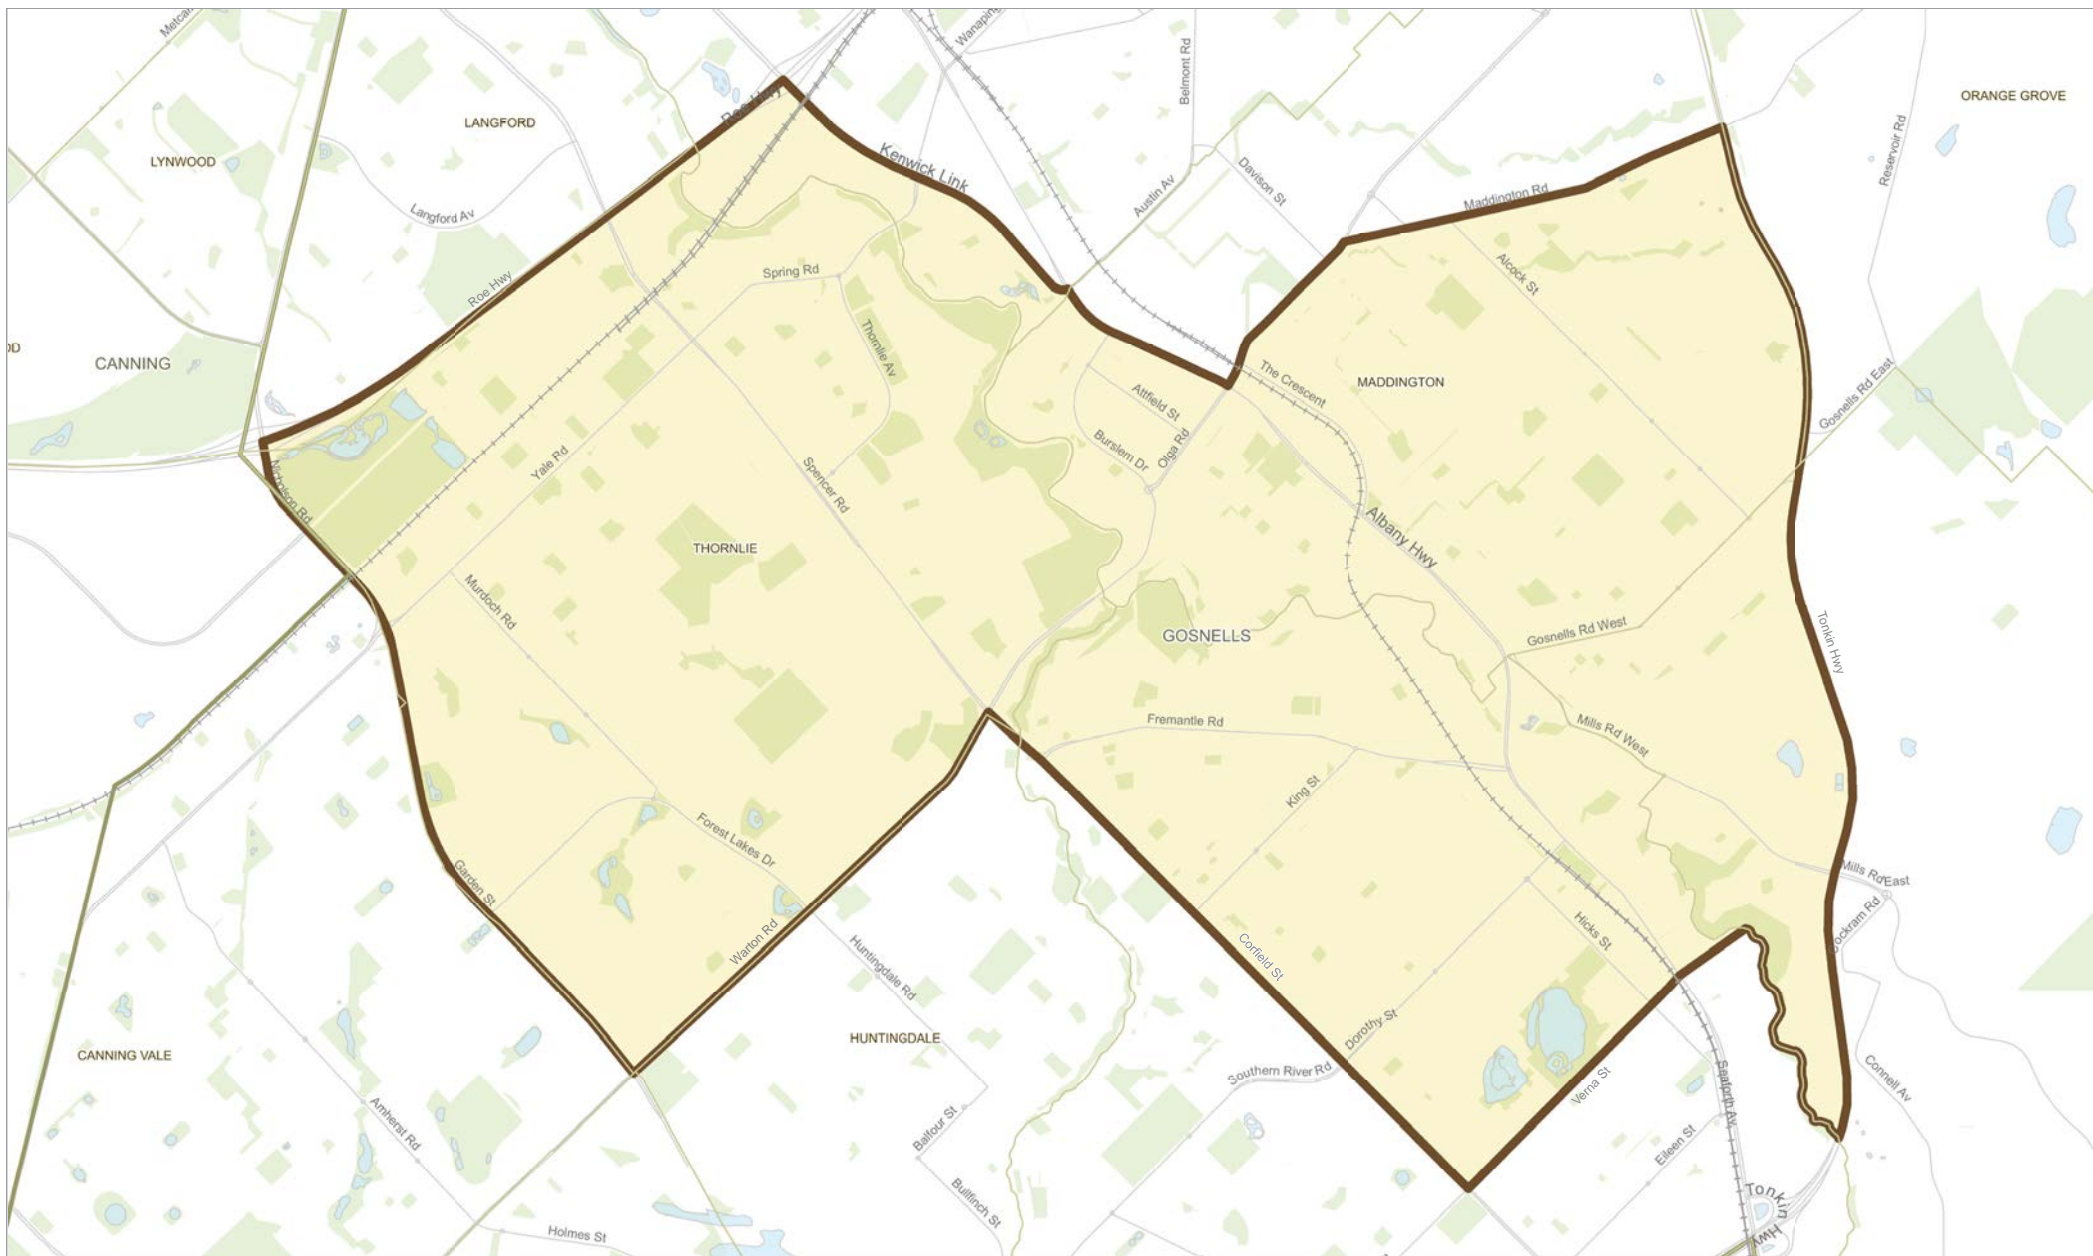 Belmont Rd
ORANGE GROVE
LANGFORD
LYNWOOD
Roe Hwy
Kenwick Link
Davison St
Reservoir Rd
Austin Av
Maddington Rd
Langford Av
Spring Rd
Alcock St
Roe Hwy
Thornlie Av
CANNING
The Crescent
MADDINGTON
Attfield St
Gosnells Rd East
Burslem Dr
Olga Rd
Yale Rd
Spencer Rd
Nicholson Rd
Albany Hwy
THORNLIE
Murdoch Rd
GOSNELLS
Gosnells Rd West
Tonkin Hwy
Fremantle Rd
Mills Rd West
King St
Forest Lakes Dr
Garden St
Mills Rd East
Warton Rd
Hicks St
Corfield St
Huntingdale Rd
HUNTINGDALE
Dorothy St
CANNING VALE
Southern River Rd
Verna St
Seaforth Av
Connell Av
Amherst Rd
Balfour St
Eileen St
Bullfinch St
Tonkin Hwy
Holmes St